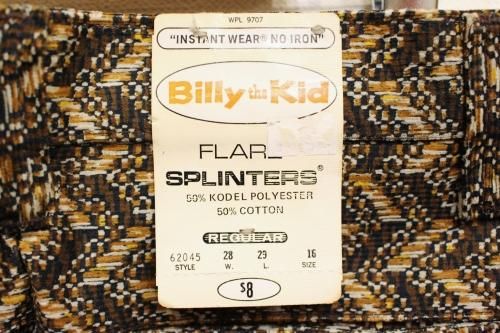 WPL 9707
"INSTANT WEAR® NO IRON"
Billy the Kid
FLARE
SPLINTERS®
50% KODEL POLYESTER
50% COTTON
REGULAR
62045 28 29 16
STYLE W. L. SIZE
$8